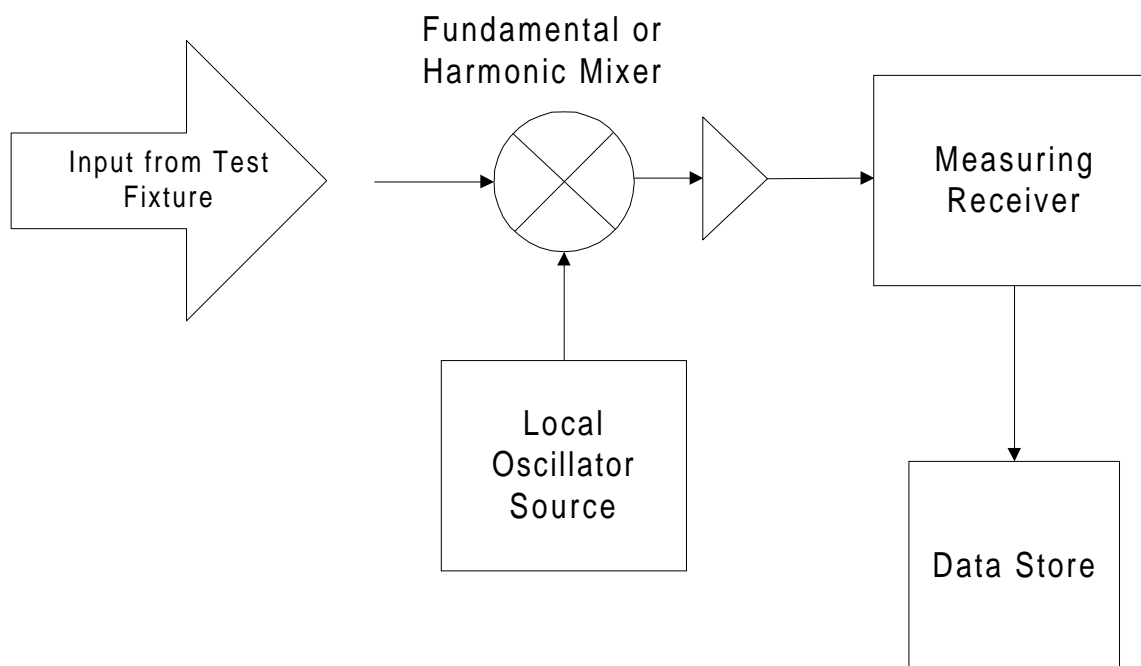 Fundamental or
Harmonic Mixer
Input from Test
Fixture
Measuring
Receiver
Local
Oscillator
Source
Data Store